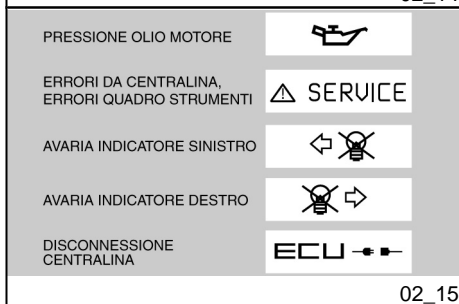 PRESSIONE OLIO MOTORE
ERRORI DA CENTRALINA,
ERRORI QUADRO STRUMENTI
SERVICE
AVARIA INDICATORE SINISTRO
AVARIA INDICATORE DESTRO
DISCONNESSIONE
CENTRALINA
ECU
02_15